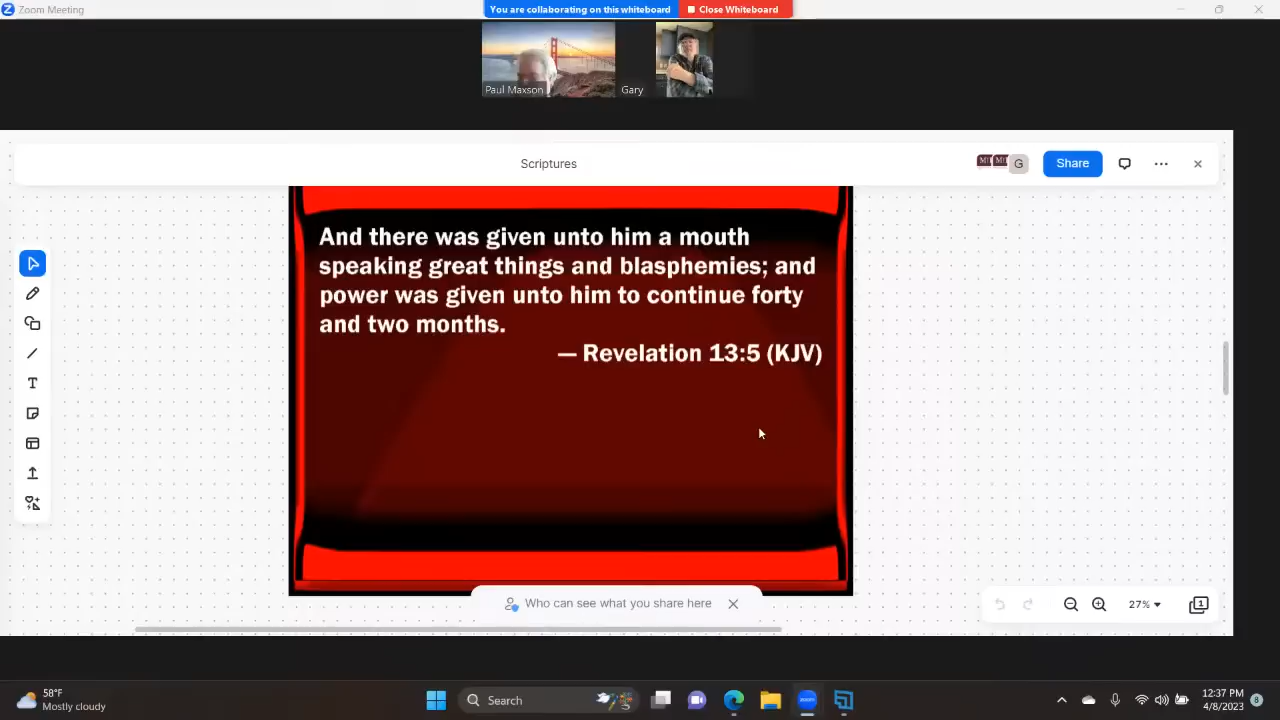 Zoom Meeting
You are collaborating on this whiteboard
Close Whiteboard
Paul Maxson
Gary
Scriptures
G
Share
And there was given unto him a mouth
speaking great things and blasphemies; and
power was given unto him to continue forty
and two months.
— Revelation 13:5 (KJV)
T
Who can see what you share here
27%
1
58°F
Mostly cloudy
Search
12:37 PM
4/8/2023
8